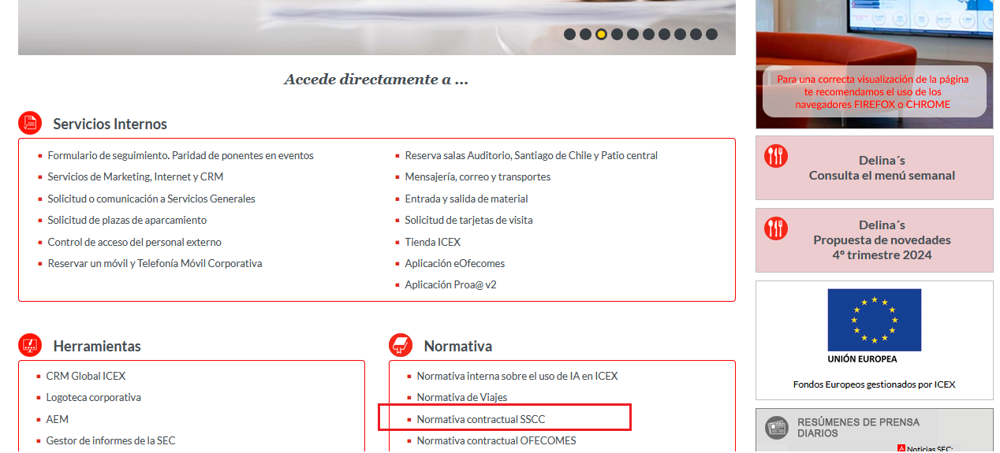 Accede directamente a ...
Servicios Internos
Formulario de seguimiento. Paridad de ponentes en eventos
Servicios de Marketing, Internet y CRM
Solicitud o comunicación a Servicios Generales
Solicitud de plazas de aparcamiento
Control de acceso del personal externo
Reservar un móvil y Telefonía Móvil Corporativa
Reserva salas Auditorio, Santiago de Chile y Patio central
Mensajería, correo y transportes
Entrada y salida de material
Solicitud de tarjetas de visita
Tienda ICEX
Aplicación eOfecomes
Aplicación Proa@ v2
Herramientas
CRM Global ICEX
Logoteca corporativa
AEM
Gestor de informes de la SEC
Normativa
Normativa interna sobre el uso de IA en ICEX
Normativa de Viajes
Normativa contractual SSCC
Normativa contractual OFECOMES
Para una correcta visualización de la página
te recomendamos el uso de los
navegadores FIREFOX o CHROME
Delina´s
Consulta el menú semanal
Delina´s
Propuesta de novedades
4º trimestre 2024
UNIÓN EUROPEA
Fondos Europeos gestionados por ICEX
RESÚMENES DE PRENSA
DIARIOS
Noticias SEC: